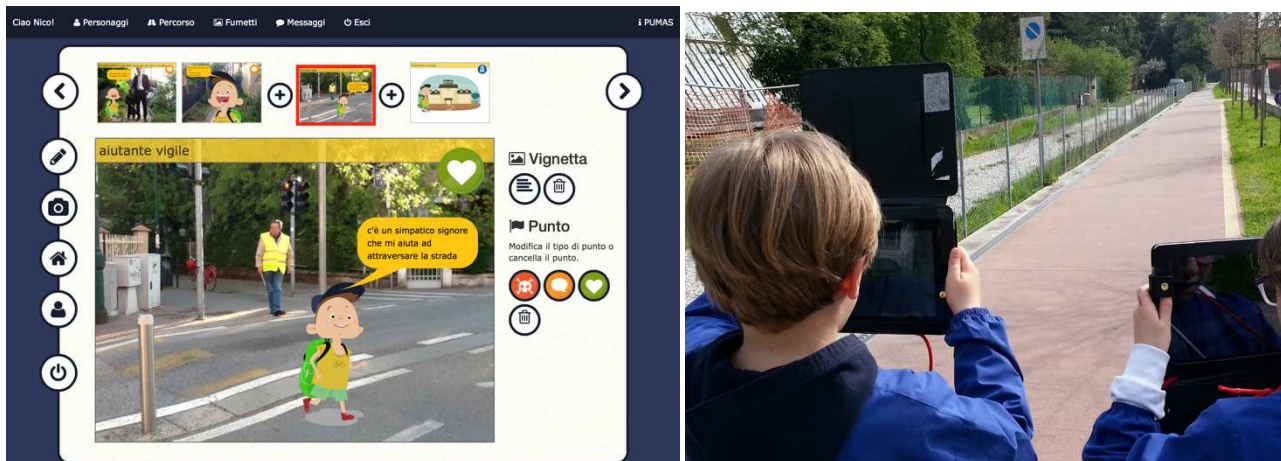 Ciao Nico! Personaggi Percorso Fumetti Messaggi Esci i PUMAS
aiutante vigile
c'è un simpatico signore
che mi aiuta ad
attraversare la strada
Vignetta
Punto
Modifica il tipo di punto o
cancella il punto.